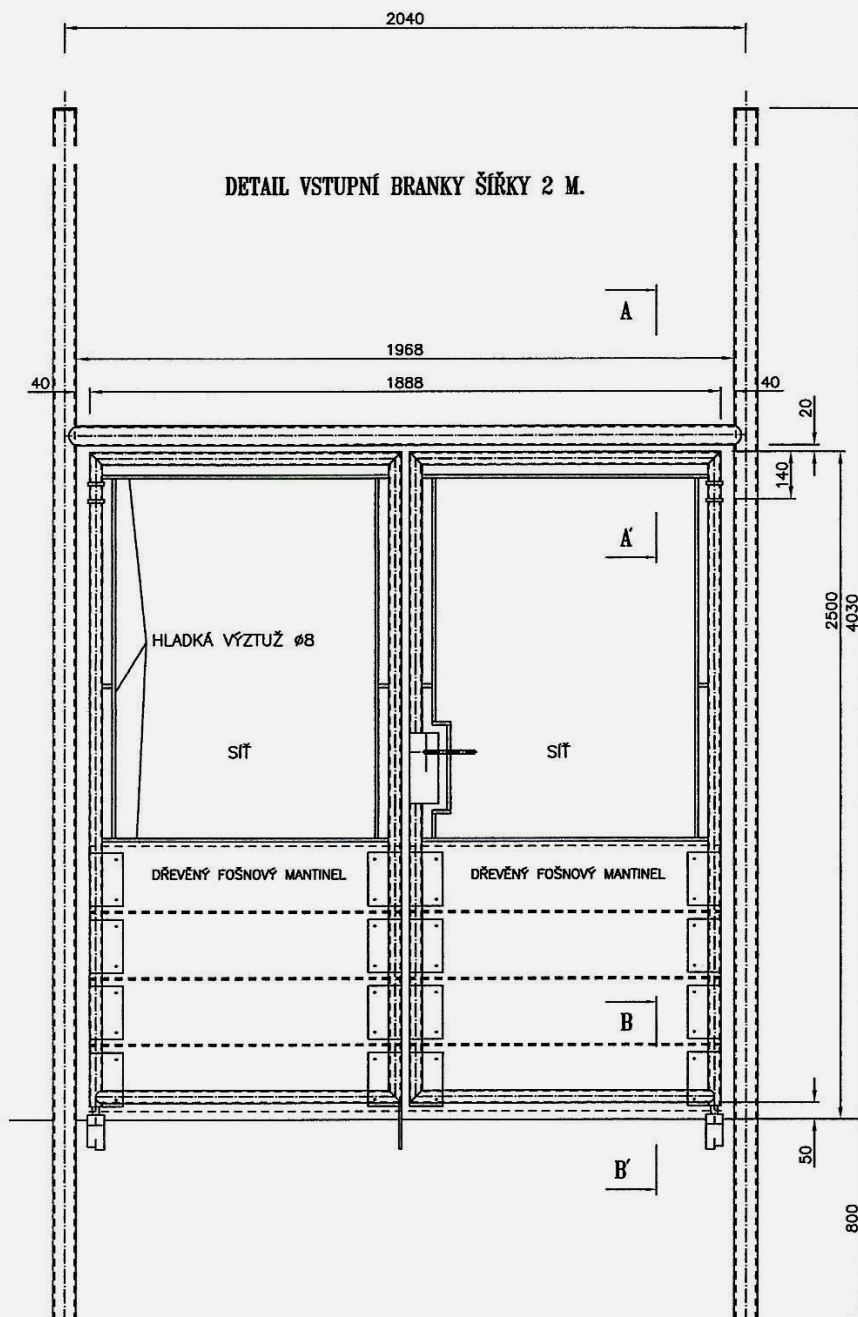 2040
DETAIL VSTUPNÍ BRANKY ŠÍŘKY 2 M.
A
1968
40
1888
40
20
140
A'
2500
4030
HLADKÁ VÝZTUŽ ø8
SÍŤ
SÍŤ
DŘEVĚNÝ FOŠNOVÝ MANTINEL
DŘEVĚNÝ FOŠNOVÝ MANTINEL
B
50
B'
800